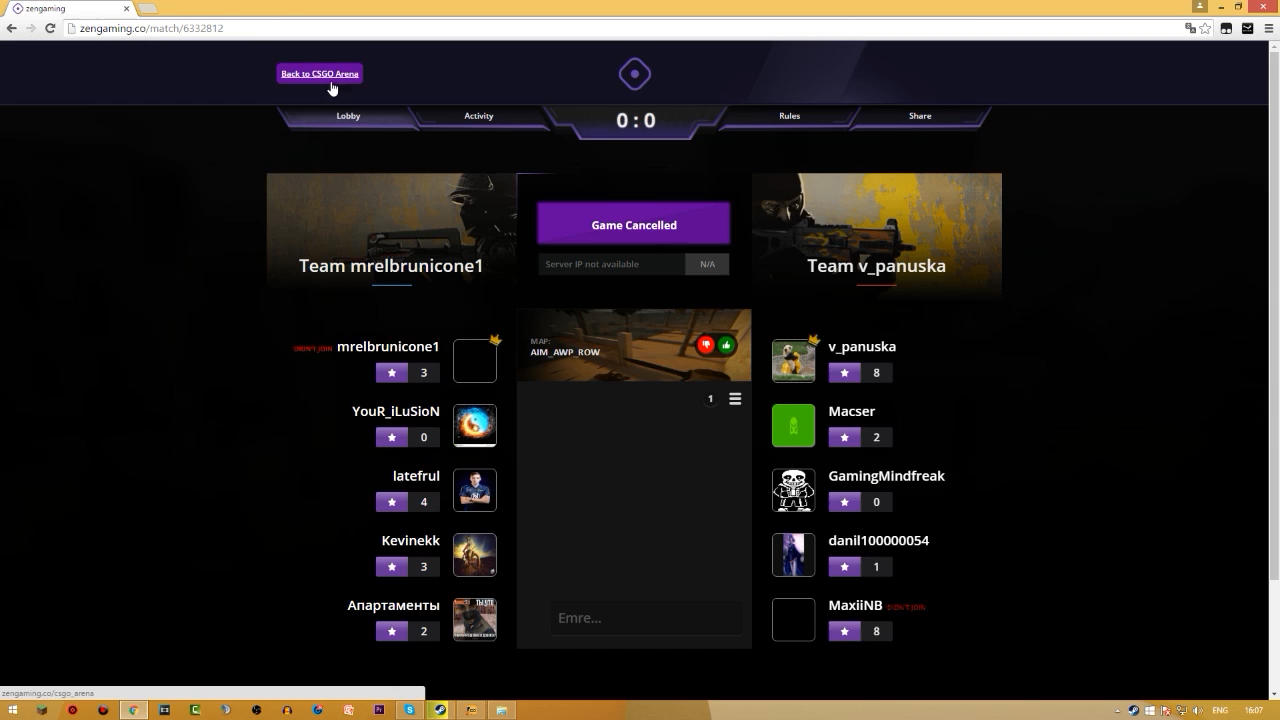 zengaming
zengaming.co/match/6332812
Back to CSGO Arena
Lobby
Activity
0 : 0
Rules
Share
Team mrelbrunicone1
Game Cancelled
Server IP not available
N/A
Team v_panuska
DIDN'T JOIN mrelbrunicone1
3
YouR_iLuSioN
0
latefrul
4
Kevinekk
3
Апартаменты
2
MAP:
AIM_AWP_ROW
1
Emre...
v_panuska
8
Macser
2
GamingMindfreak
0
danil100000054
1
MaxiiNB DIDN'T JOIN
8
zengaming.co/csgo_arena
ENG
16:07